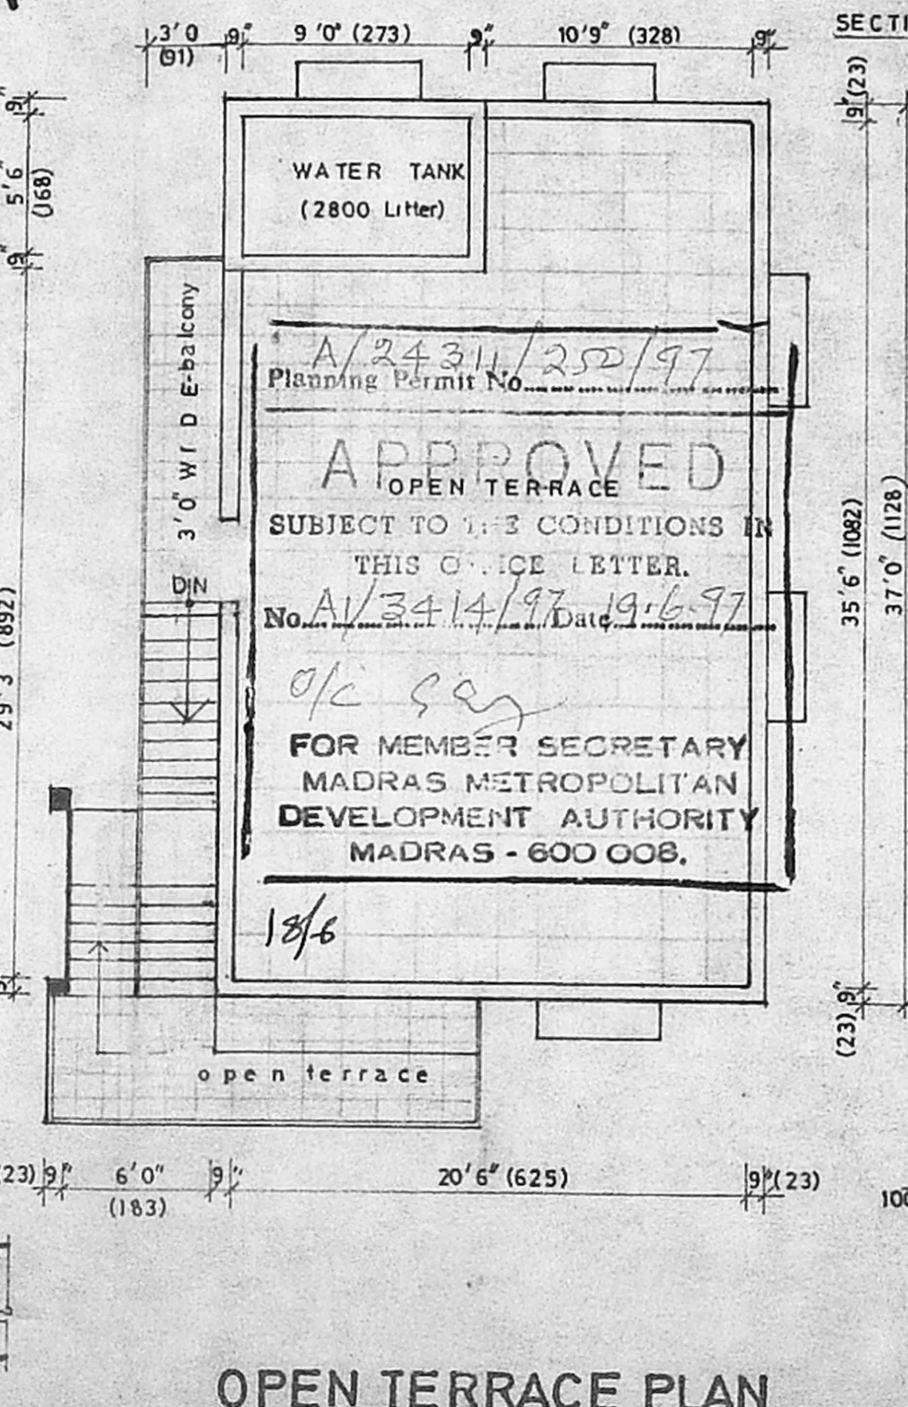 SECTI
3'0 9" 9'0" (273) 9" 10'9" (328) 9"
(91)
9" 9"(23)
5'6" (168)
9"
WATER TANK
(2800 Litter)
3'0" WID E-balcony
A/24311/250/97
Planning Permit No
APPROVED
OPEN TERRACE
SUBJECT TO THE CONDITIONS IN
THIS OFFICE LETTER.
DN
No A1/3414/97 Date 19.6.97
o/c
FOR MEMBER SECRETARY
MADRAS METROPOLITAN
DEVELOPMENT AUTHORITY
MADRAS - 600 008.
18/6
29'3" (892)
35'6" (1082)
37'0" (1128)
(23) 9"
open terrace
(23) 9" 6'0" 9" 20'6" (625) 9" (23)
(183)
OPEN TERRACE PLAN